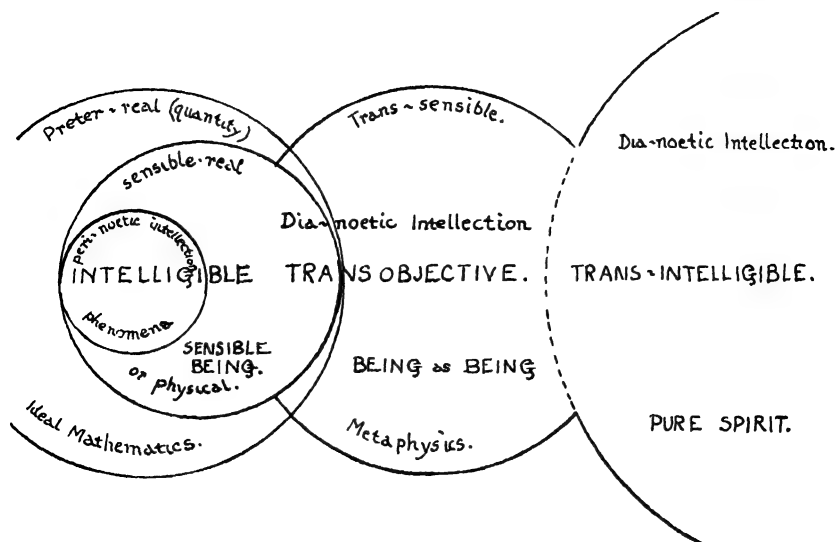 Preter-real (quantity)
sensible-real
peri-noetic intellection
INTELLIGIBLE
phenomena
SENSIBLE
BEING.
or physical.
Ideal Mathematics.
Trans-sensible.
Dia-noetic Intellection
TRANSOBJECTIVE.
BEING as BEING
Metaphysics.
Dia-noetic Intellection.
TRANS-INTELLIGIBLE.
PURE SPIRIT.